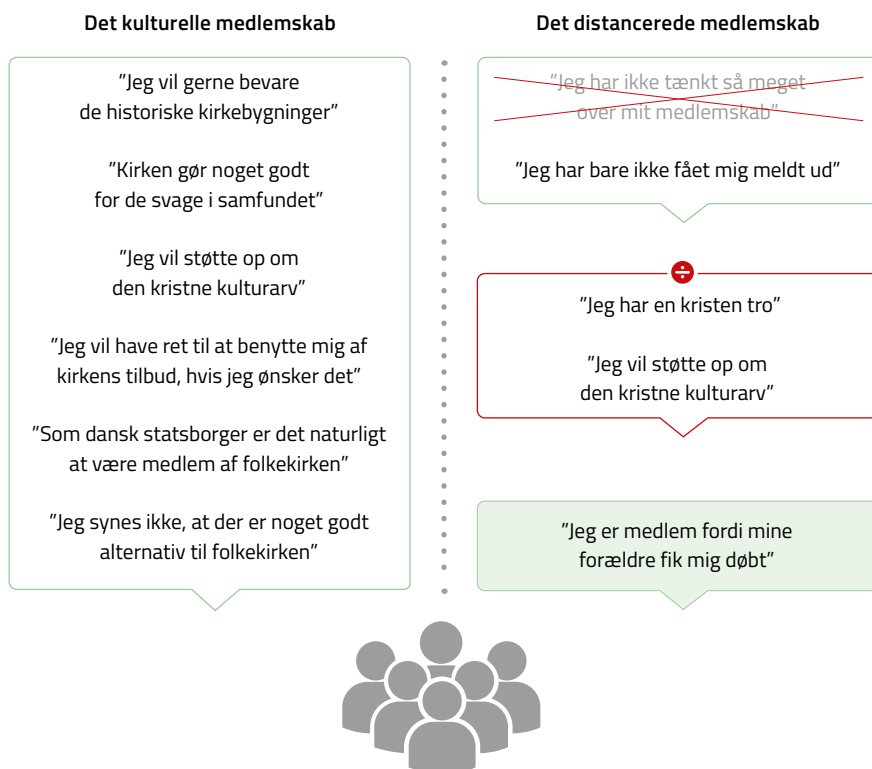 Det kulturelle medlemskab
”Jeg vil gerne bevare
de historiske kirkebygninger”
”Kirken gør noget godt
for de svage i samfundet”
”Jeg vil støtte op om
den kristne kulturarv”
”Jeg vil have ret til at benytte mig af
kirkens tilbud, hvis jeg ønsker det”
”Som dansk statsborger er det naturligt
at være medlem af folkekirken”
”Jeg synes ikke, at der er noget godt
alternativ til folkekirken”
Det distancerede medlemskab
”Jeg har ikke tænkt så meget
over mit medlemskab”
”Jeg har bare ikke fået mig meldt ud”
÷
”Jeg har en kristen tro”
”Jeg vil støtte op om
den kristne kulturarv”
”Jeg er medlem fordi mine
forældre fik mig døbt”